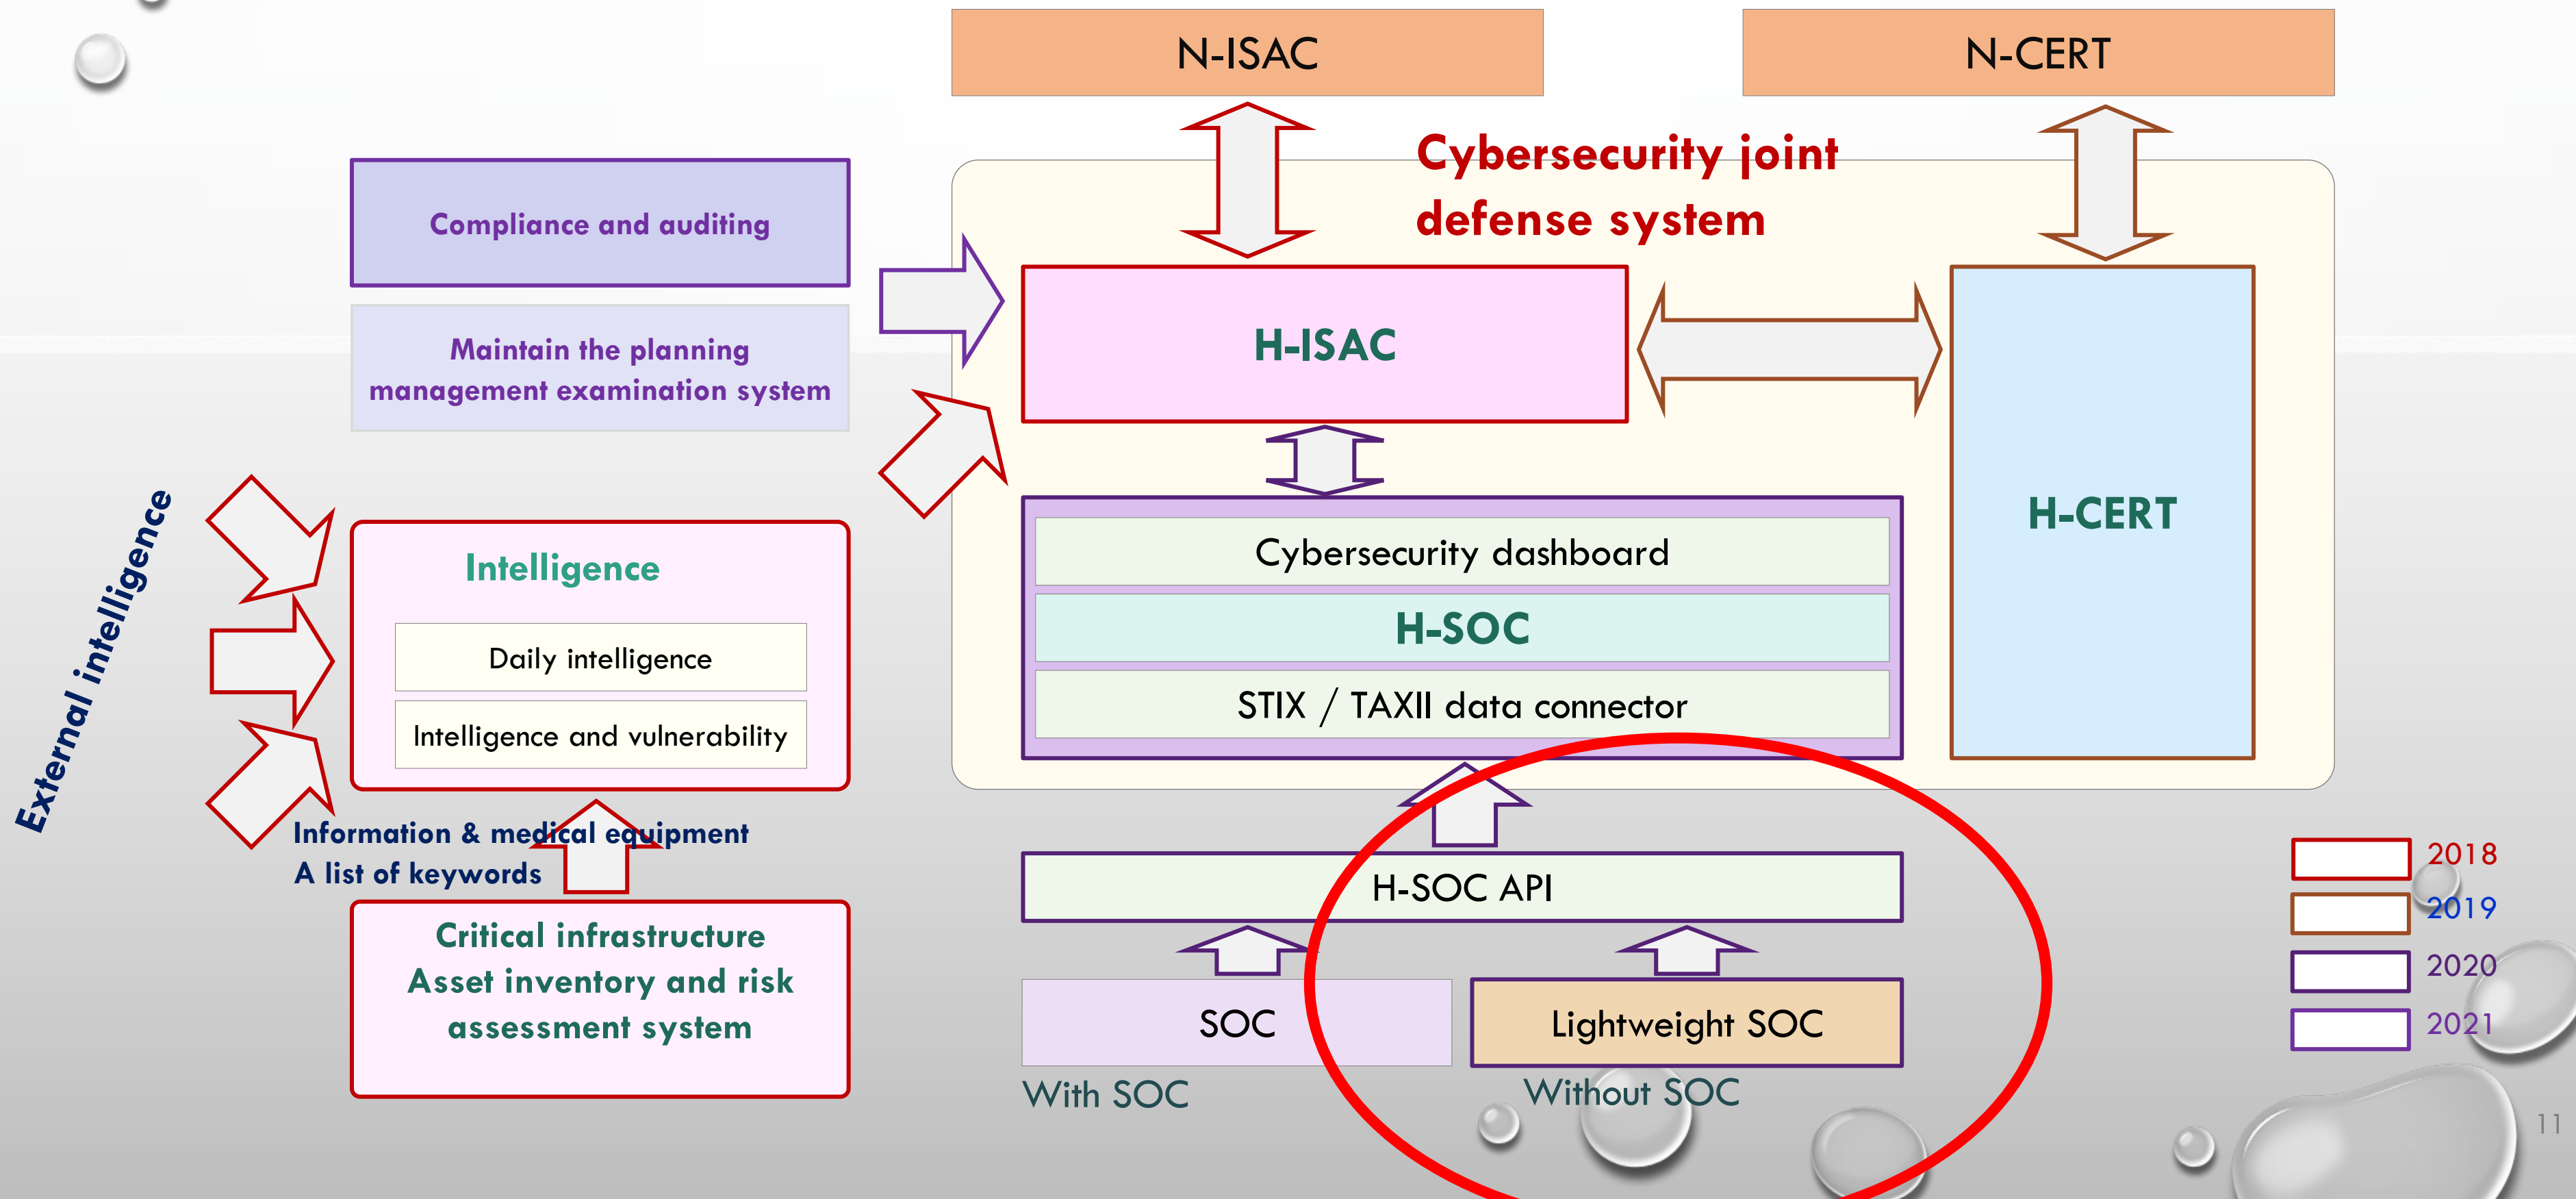 N-ISAC
N-CERT
Cybersecurity joint
defense system
Compliance and auditing
Maintain the planning
management examination system
H-ISAC
H-CERT
External intelligence
Intelligence
Daily intelligence
Intelligence and vulnerability
Cybersecurity dashboard
H-SOC
STIX / TAXII data connector
Information & medical equipment
A list of keywords
Critical infrastructure
Asset inventory and risk
assessment system
H-SOC API
SOC
Lightweight SOC
With SOC
Without SOC
2018
2019
2020
2021
11